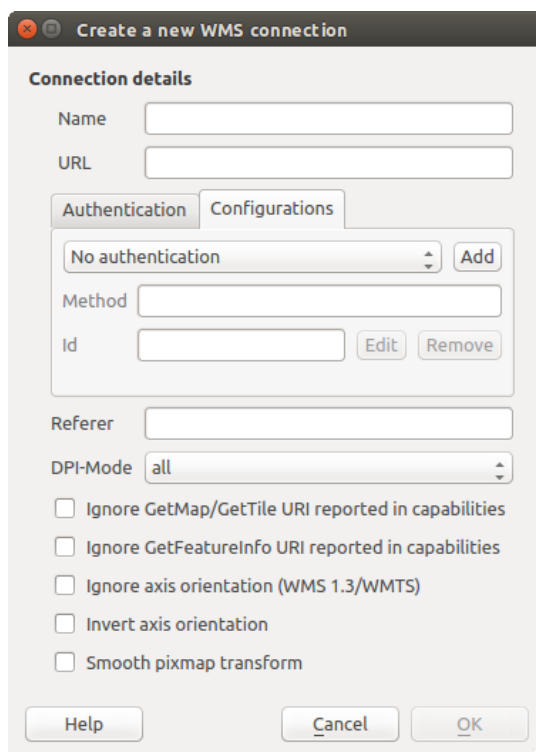 Create a new WMS connection
Connection details
Name
URL
Authentication Configurations
No authentication Add
Method
Id Edit Remove
Referer
DPI-Mode all
Ignore GetMap/GetTile URI reported in capabilities
Ignore GetFeatureInfo URI reported in capabilities
Ignore axis orientation (WMS 1.3/WMTS)
Invert axis orientation
Smooth pixmap transform
Help Cancel OK